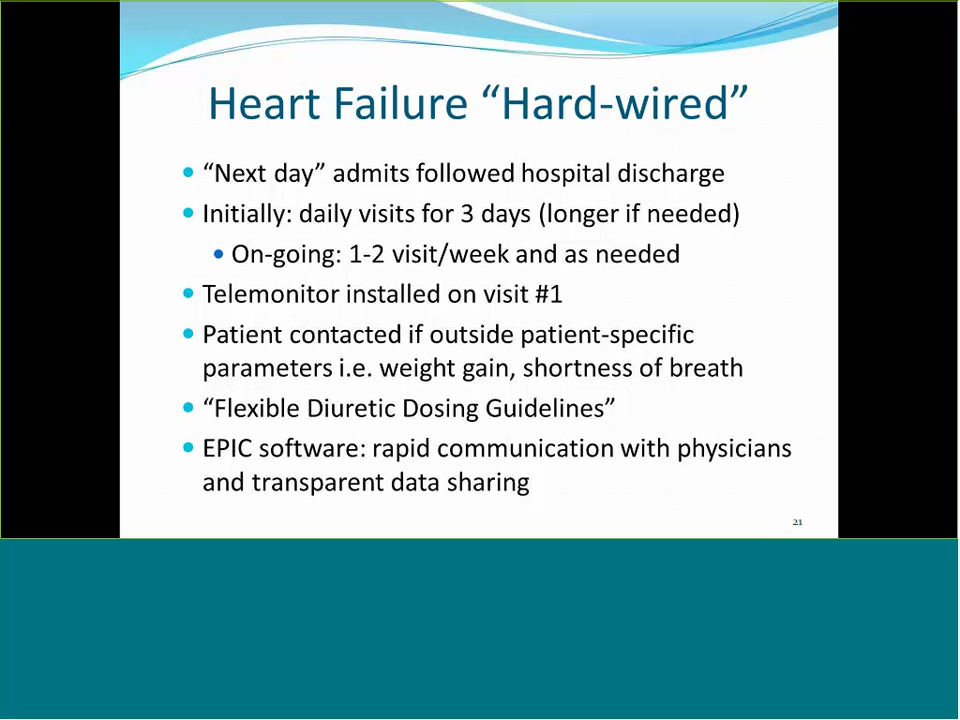 Heart Failure “Hard-wired”
“Next day” admits followed hospital discharge
Initially: daily visits for 3 days (longer if needed)
On-going: 1-2 visit/week and as needed
Telemonitor installed on visit #1
Patient contacted if outside patient-specific
parameters i.e. weight gain, shortness of breath
“Flexible Diuretic Dosing Guidelines”
EPIC software: rapid communication with physicians
and transparent data sharing
21